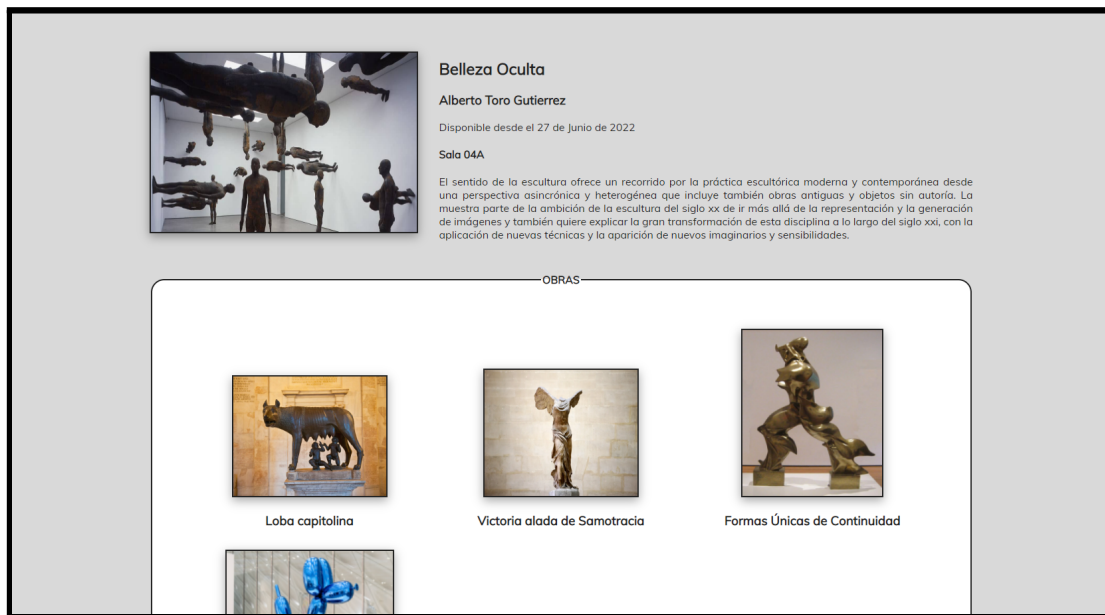 Belleza Oculta
Alberto Toro Gutierrez
Disponible desde el 27 de Junio de 2022
Sala 04A
El sentido de la escultura ofrece un recorrido por la práctica escultórica moderna y contemporánea desde
una perspectiva asincrónica y heterogénea que incluye también obras antiguas y objetos sin autoría. La
muestra parte de la ambición de la escultura del siglo xx de ir más allá de la representación y la generación
de imágenes y también quiere explicar la gran transformación de esta disciplina a lo largo del siglo xxi, con la
aplicación de nuevas técnicas y la aparición de nuevos imaginarios y sensibilidades.
OBRAS
Loba capitolina
Victoria alada de Samotracia
Formas Únicas de Continuidad